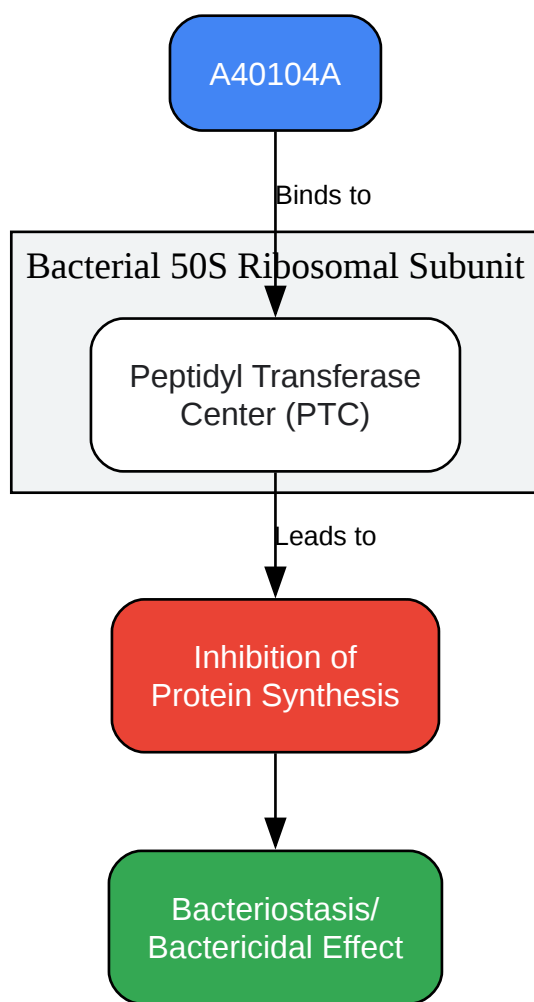 A40104A
Binds to
Bacterial 50S Ribosomal Subunit
Peptidyl Transferase
Center (PTC)
Leads to
Inhibition of
Protein Synthesis
Bacteriostasis/
Bactericidal Effect